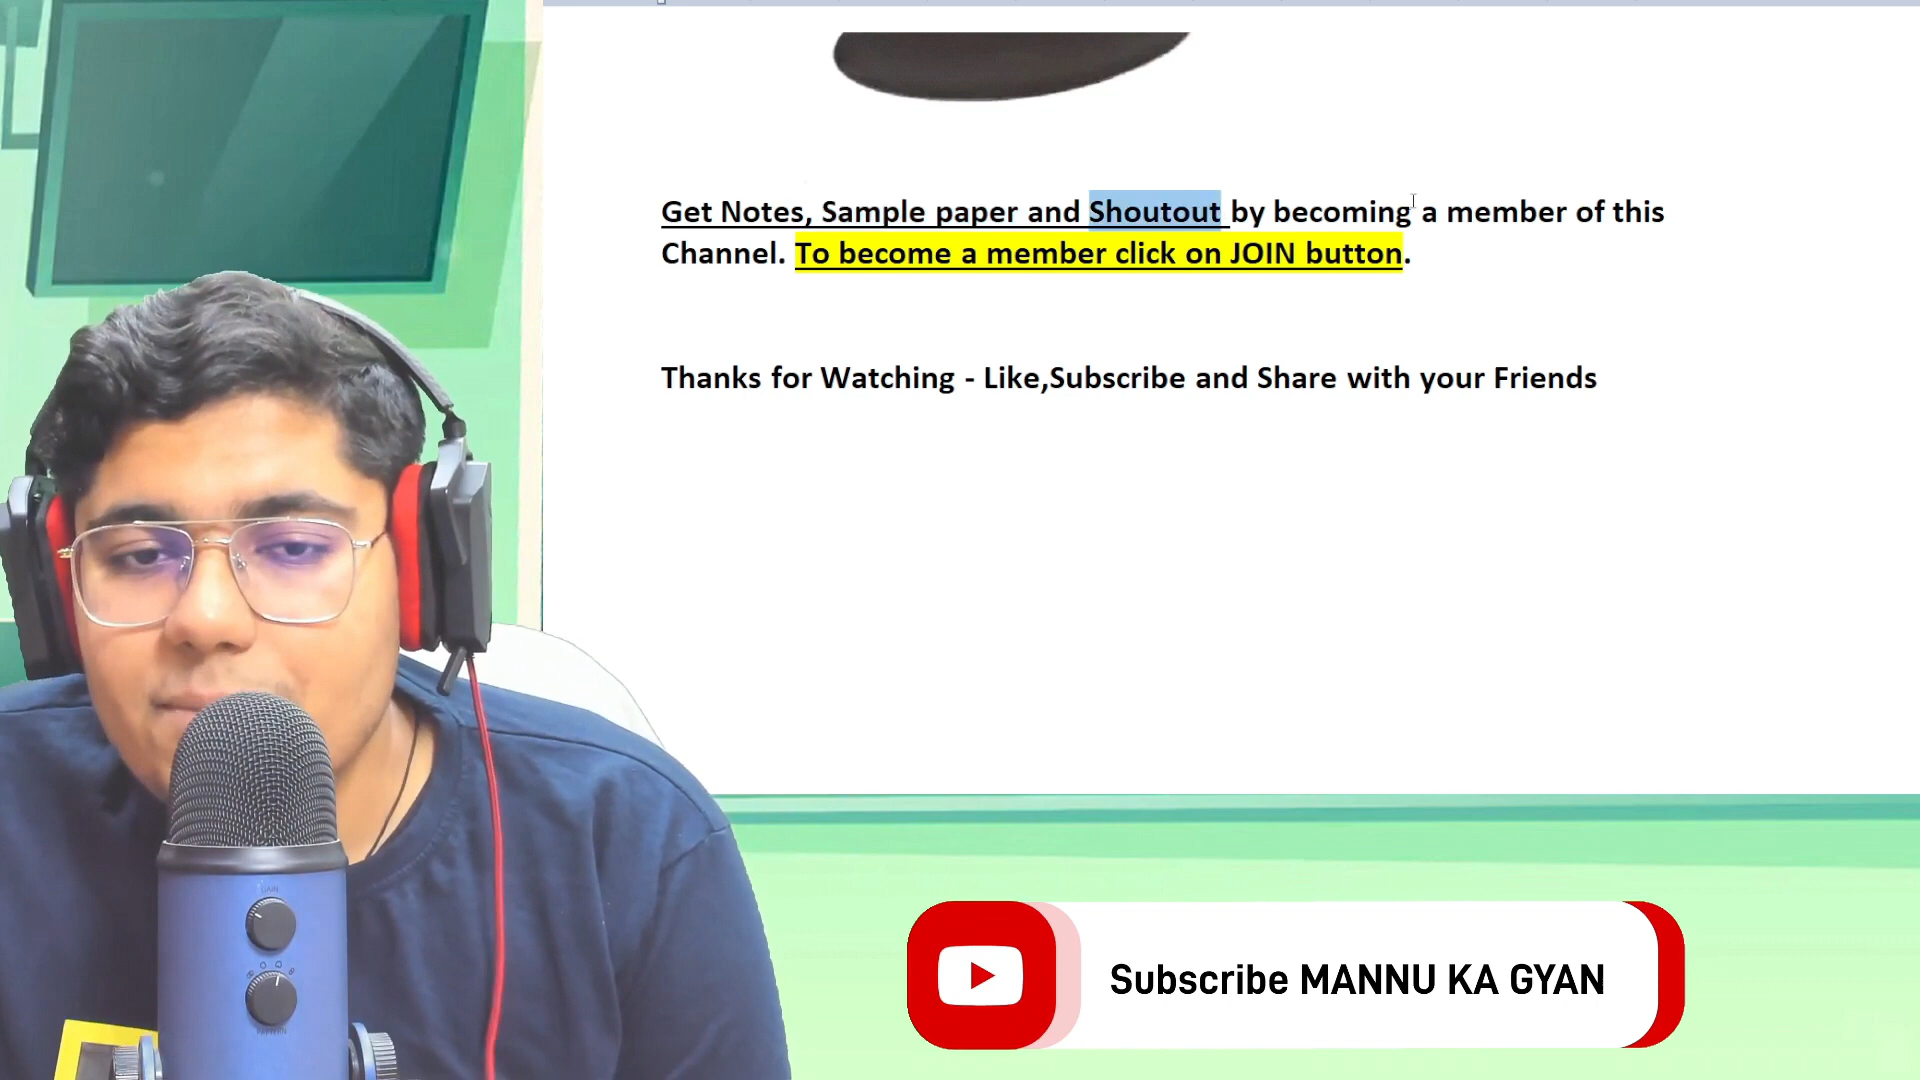 Get Notes, Sample paper and Shoutout by becoming a member of this
Channel. To become a member click on JOIN button.
Thanks for Watching - Like,Subscribe and Share with your Friends
Subscribe MANNU KA GYAN